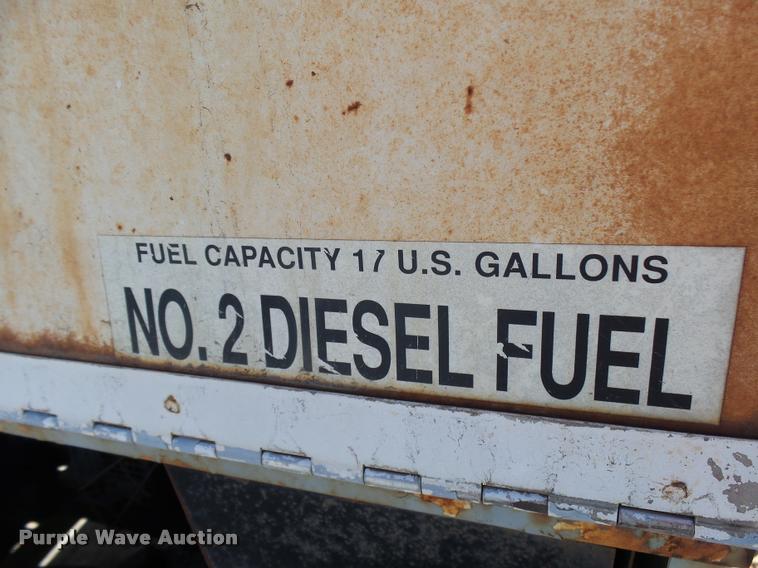 FUEL CAPACITY 17 U.S. GALLONS
NO. 2 DIESEL FUEL
Purple Wave Auction